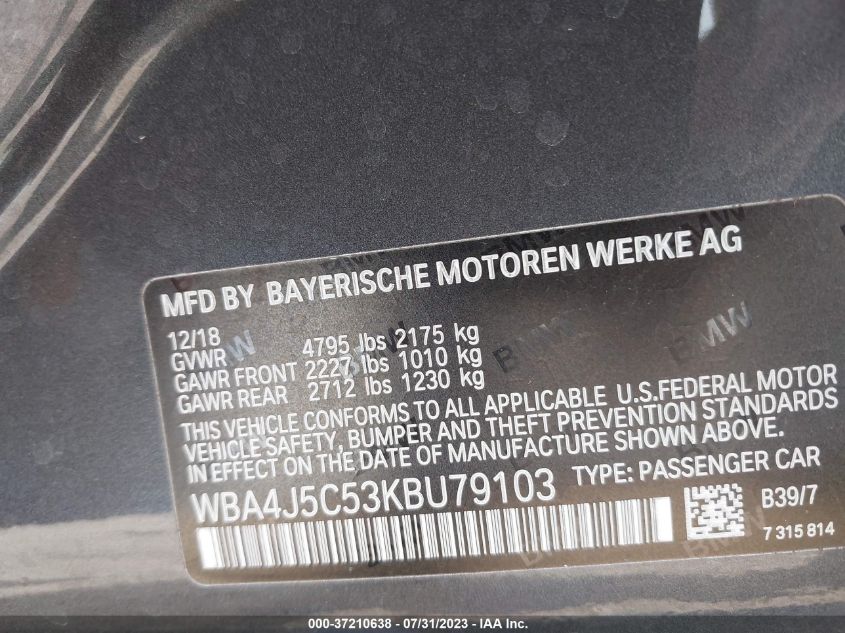 MFD BY BAYERISCHE MOTOREN WERKE AG
12/18
GVWR 4795 lbs 2175 kg
GAWR FRONT 2227 lbs 1010 kg
GAWR REAR 2712 lbs 1230 kg
THIS VEHICLE CONFORMS TO ALL APPLICABLE U.S.FEDERAL MOTOR
VEHICLE SAFETY, BUMPER AND THEFT PREVENTION STANDARDS
IN EFFECT ON THE DATE OF MANUFACTURE SHOWN ABOVE.
WBA4J5C53KBU79103 TYPE: PASSENGER CAR
B39/7
7 315 814
000-37210638 - 07/31/2023 - IAA Inc.